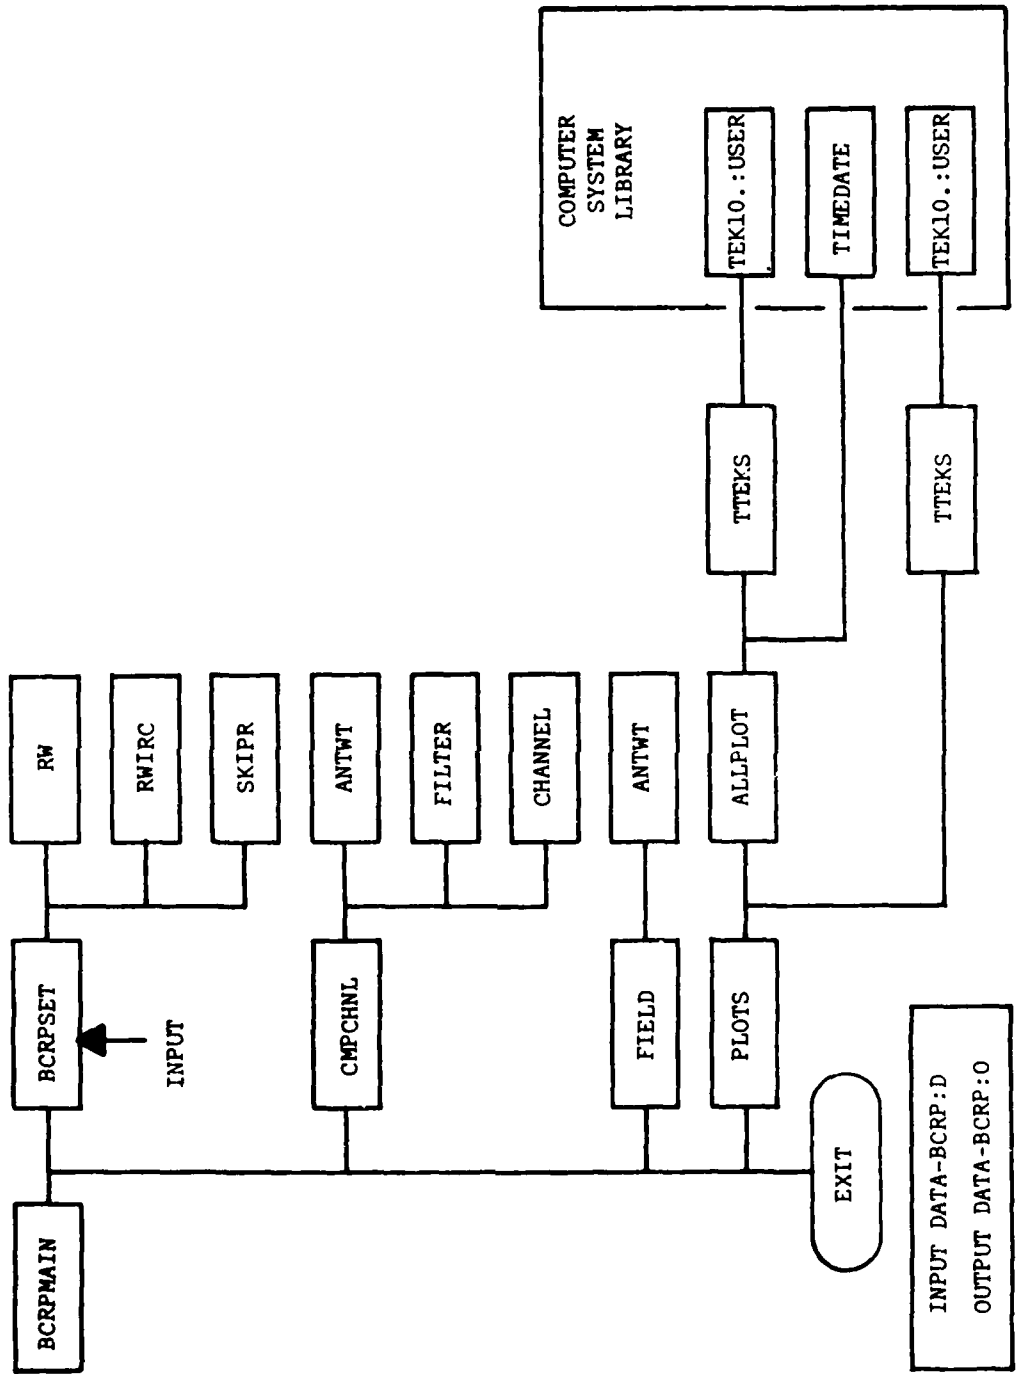 BCRPMAIN
BCRPSET
RW
RWIRC
INPUT
SKIPR
CMPCHNL
ANTWT
FILTER
CHANNEL
COMPUTER
SYSTEM
LIBRARY
FIELD
ANTWT
PLOTS
ALLPLOT
TTEKS
TEK10.:USER
EXIT
TIMEDATE
INPUT DATA-BCRP:D
OUTPUT DATA-BCRP:O
TTEKS
TEK10.:USER